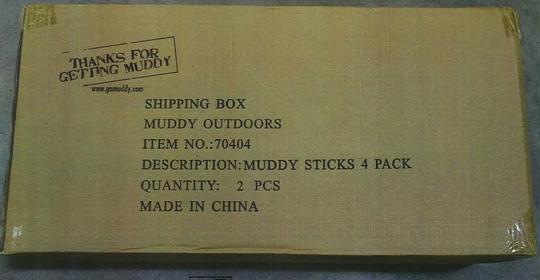 THANKS FOR
GETTING MUDDY
www.gomuddy.com
SHIPPING BOX
MUDDY OUTDOORS
ITEM NO.:70404
DESCRIPTION:MUDDY STICKS 4 PACK
QUANTITY: 2 PCS
MADE IN CHINA